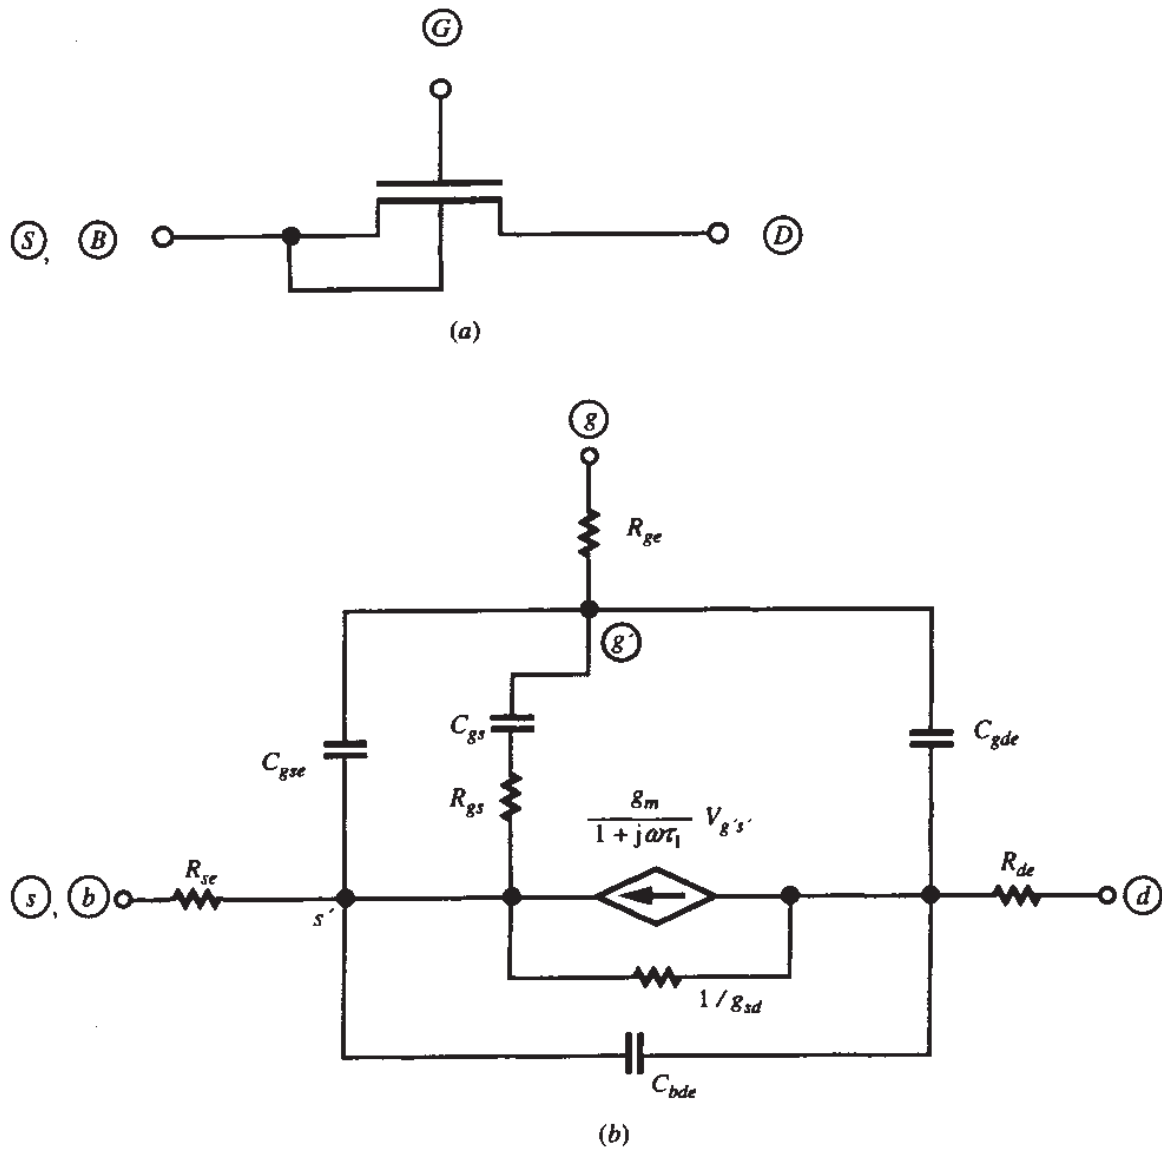 G
S, B
D
(a)
g
R_ge
g′
C_gs
C_gde
C_gse
R_gs
g_m / 1 + jωτ_1 V_g′s′
R_se
R_de
s, b
d
s′
1 / g_sd
C_bde
(b)